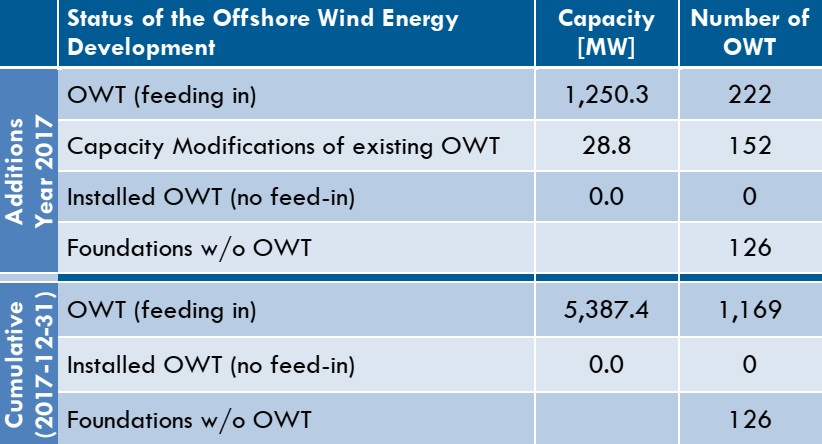 Status of the Offshore Wind Energy Development Capacity [MW] Number of OWT
Additions Year 2017
OWT (feeding in) 1,250.3 222
Capacity Modifications of existing OWT 28.8 152
Installed OWT (no feed-in) 0.0 0
Foundations w/o OWT 126
Cumulative (2017-12-31)
OWT (feeding in) 5,387.4 1,169
Installed OWT (no feed-in) 0.0 0
Foundations w/o OWT 126